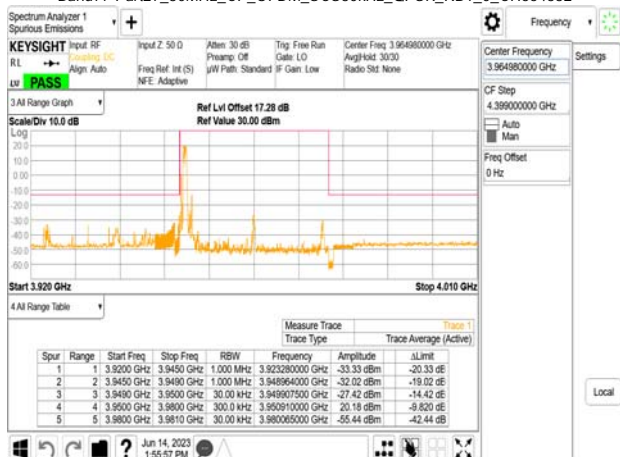 Spectrum Analyzer 1
Spurious Emissions
Frequency
KEYSIGHT Input: RF
RL
Coupling: DC
Align: Auto
LU PASS
Input Z: 50 Ω
Freq Ref: Int (S)
NFE: Adaptive
Atten: 30 dB
Preamp: Off
µW Path: Standard
Trig: Free Run
Gate: LO
IF Gain: Low
Center Freq: 3.964980000 GHz
Avg|Hold: 30/30
Radio Std: None
Center Frequency
3.964980000 GHz
Settings
CF Step
4.399000000 GHz
Auto
Man
Freq Offset
0 Hz
Local
3 All Range Graph
Scale/Div 10.0 dB
Ref Lvl Offset 17.28 dB
Ref Value 30.00 dBm
Log
20.0
10.0
0.00
-10.0
-20.0
-30.0
-40.0
-50.0
-60.0
Start 3.920 GHz
Stop 4.010 GHz
4 All Range Table
Measure Trace Trace 1
Trace Type Trace Average (Active)
Spur Range Start Freq Stop Freq RBW Frequency Amplitude ΔLimit
1 1 3.9200 GHz 3.9450 GHz 1.000 MHz 3.923280000 GHz -33.33 dBm -20.33 dB
2 2 3.9450 GHz 3.9490 GHz 1.000 MHz 3.948964000 GHz -32.02 dBm -19.02 dB
3 3 3.9490 GHz 3.9500 GHz 30.00 kHz 3.949907500 GHz -27.42 dBm -14.42 dB
4 4 3.9500 GHz 3.9800 GHz 300.0 kHz 3.950910000 GHz 20.18 dBm -9.820 dB
5 5 3.9800 GHz 3.9810 GHz 30.00 kHz 3.980065000 GHz -55.44 dBm -42.44 dB
Jun 14, 2023
1:55:57 PM